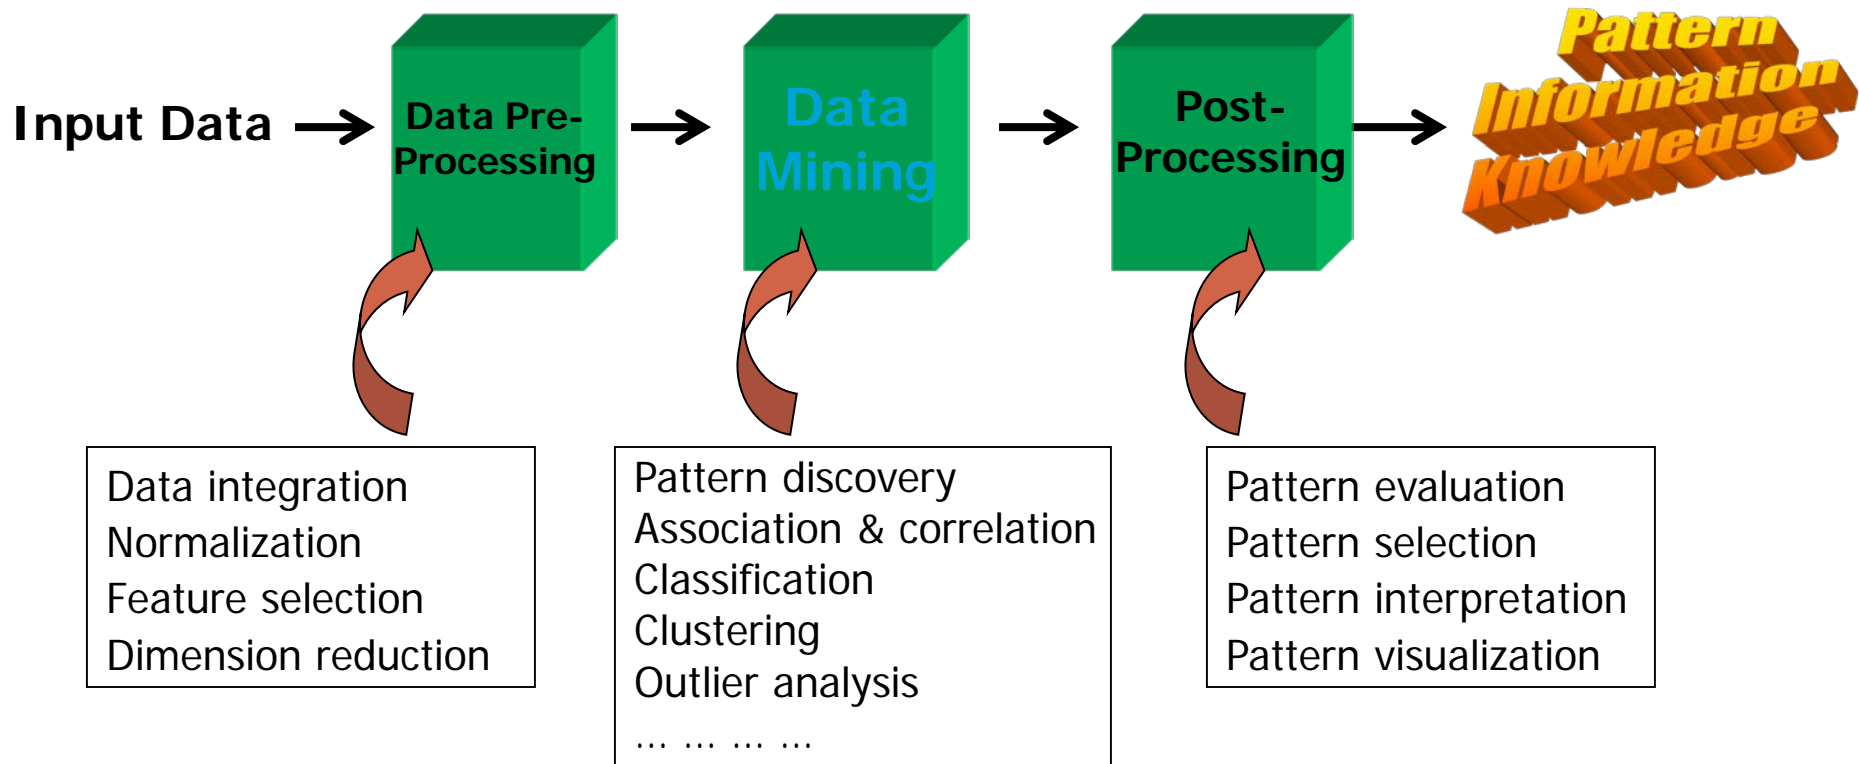 Input Data
Data Pre-
Processing
Data
Mining
Post-
Processing
Pattern
Information
Knowledge
Data integration
Normalization
Feature selection
Dimension reduction
Pattern discovery
Association & correlation
Classification
Clustering
Outlier analysis
… … … …
Pattern evaluation
Pattern selection
Pattern interpretation
Pattern visualization